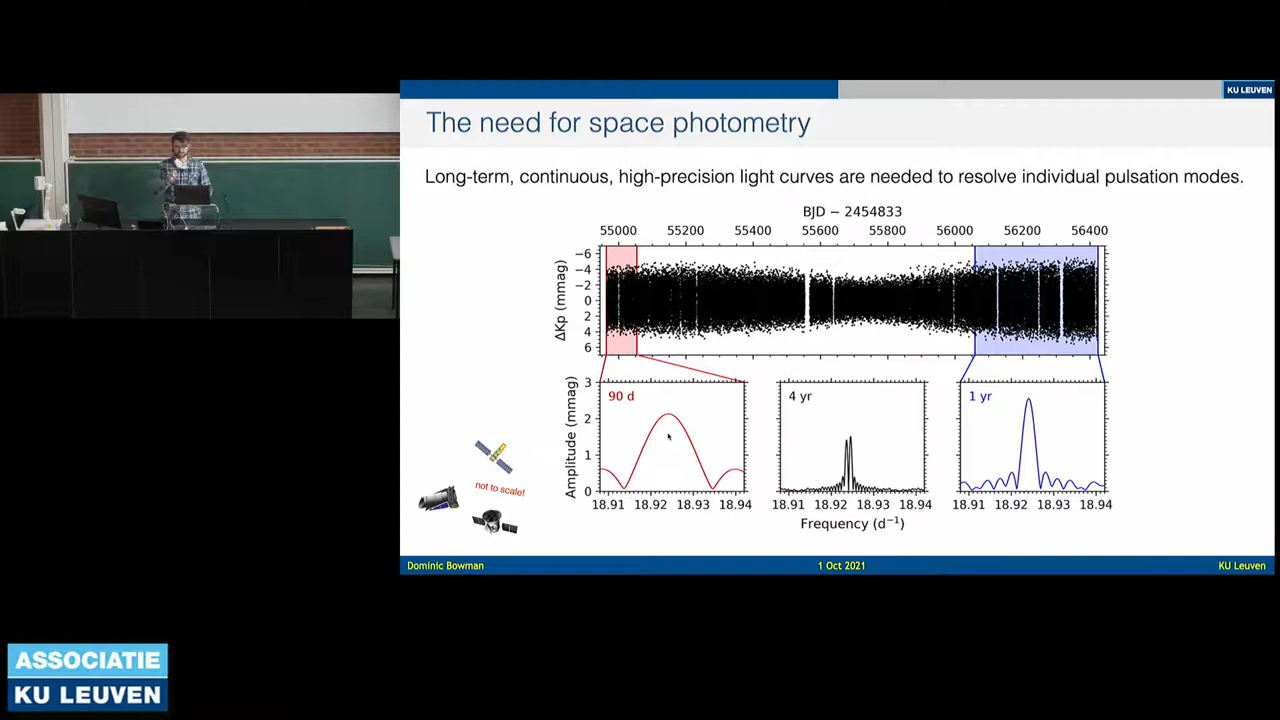 KU LEUVEN
The need for space photometry
Long-term, continuous, high-precision light curves are needed to resolve individual pulsation modes.
BJD − 2454833
55000 55200 55400 55600 55800 56000 56200 56400
ΔKp (mmag)
−6
−4
−2
0
2
4
6
Amplitude (mmag)
3
2
1
0
90 d
4 yr
1 yr
18.91 18.92 18.93 18.94 18.91 18.92 18.93 18.94 18.91 18.92 18.93 18.94
Frequency (d⁻¹)
not to scale!
Dominic Bowman 1 Oct 2021 KU Leuven
ASSOCIATIE
KU LEUVEN